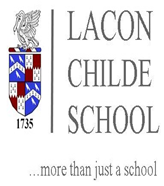 LACON
CHILDE
SCHOOL
1735
...more than just a school